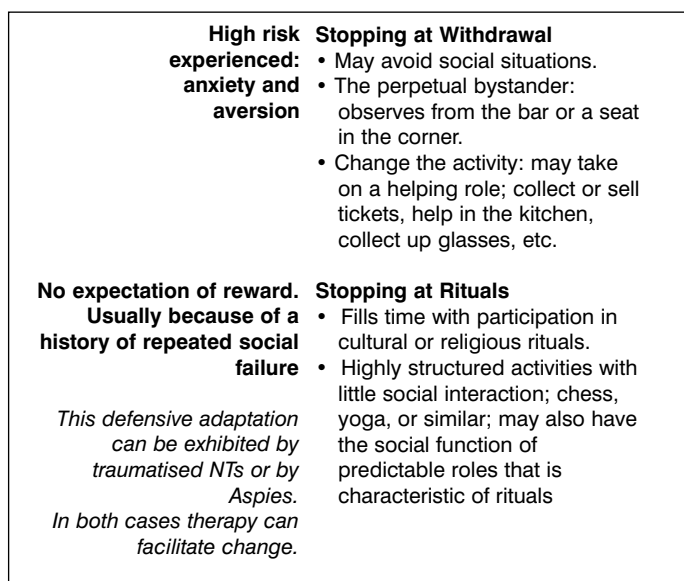 High risk
experienced:
anxiety and
aversion
Stopping at Withdrawal
• May avoid social situations.
• The perpetual bystander:
observes from the bar or a seat
in the corner.
• Change the activity: may take
on a helping role; collect or sell
tickets, help in the kitchen,
collect up glasses, etc.
No expectation of reward.
Usually because of a
history of repeated social
failure
This defensive adaptation
can be exhibited by
traumatised NTs or by
Aspies.
In both cases therapy can
facilitate change.
Stopping at Rituals
• Fills time with participation in
cultural or religious rituals.
• Highly structured activities with
little social interaction; chess,
yoga, or similar; may also have
the social function of
predictable roles that is
characteristic of rituals